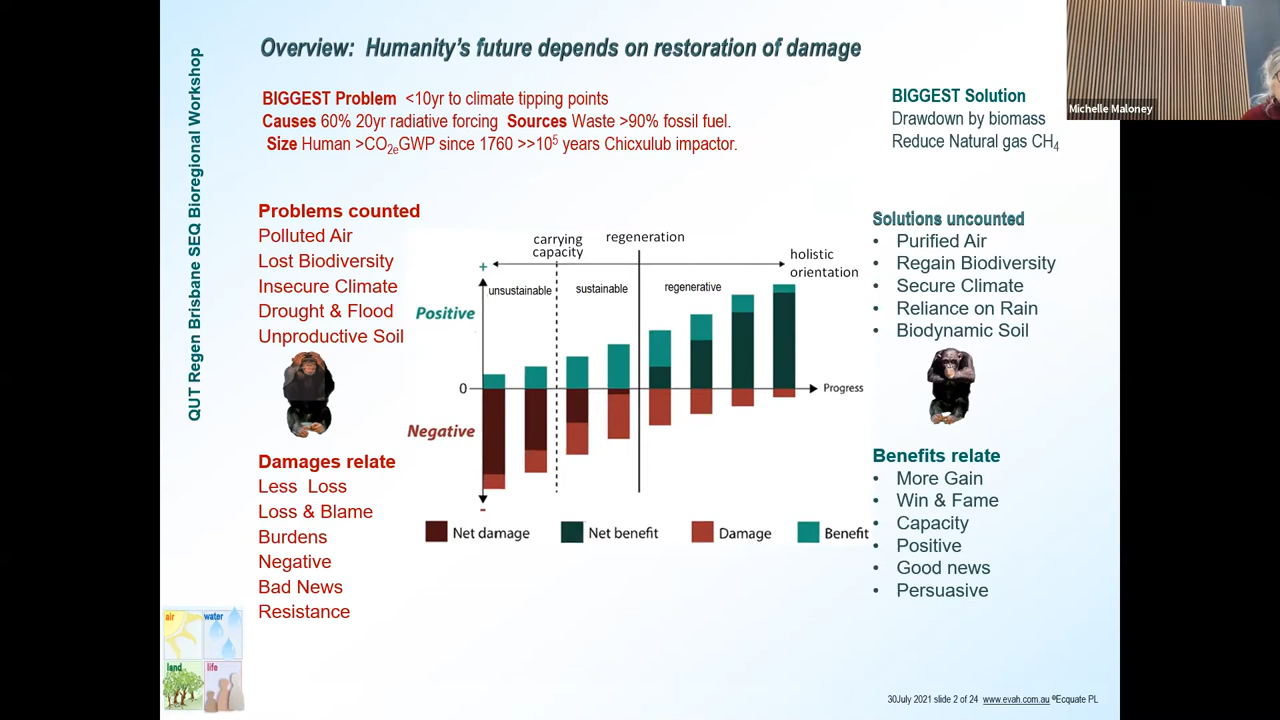 Overview: Humanity's future depends on restoration of damage
QUT Regen Brisbane SEQ Bioregional Workshop
BIGGEST Problem <10yr to climate tipping points
Causes 60% 20yr radiative forcing Sources Waste >90% fossil fuel.
Size Human >CO2eGWP since 1760 >>10⁵ years Chicxulub impactor.
BIGGEST Solution
Drawdown by biomass
Reduce Natural gas CH₄
Michelle Maloney
Problems counted
Polluted Air
Lost Biodiversity
Insecure Climate
Drought & Flood
Unproductive Soil
Damages relate
Less Loss
Loss & Blame
Burdens
Negative
Bad News
Resistance
carrying
capacity
regeneration
holistic
orientation
+
unsustainable
sustainable
regenerative
Positive
0
Progress
Negative
-
Net damage
Net benefit
Damage
Benefit
Solutions uncounted
• Purified Air
• Regain Biodiversity
• Secure Climate
• Reliance on Rain
• Biodynamic Soil
Benefits relate
• More Gain
• Win & Fame
• Capacity
• Positive
• Good news
• Persuasive
air
water
land
life
30July 2021 slide 2 of 24 www.evah.com.au ®Ecquate PL